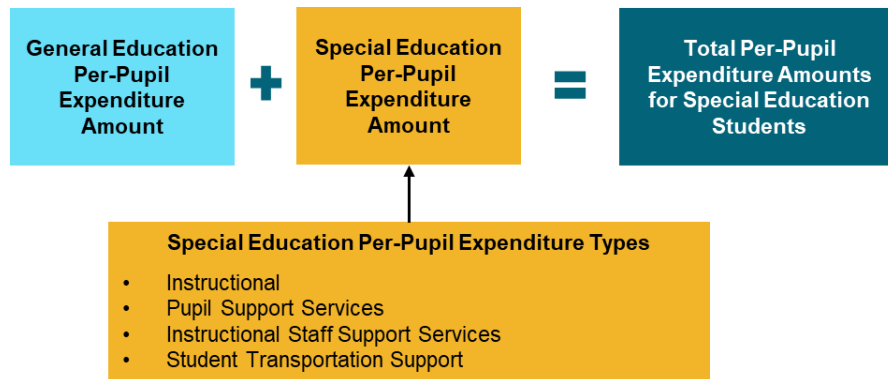 General Education
Per-Pupil
Expenditure
Amount
+
Special Education
Per-Pupil
Expenditure
Amount
=
Total Per-Pupil
Expenditure Amounts
for Special Education
Students
Special Education Per-Pupil Expenditure Types
• Instructional
• Pupil Support Services
• Instructional Staff Support Services
• Student Transportation Support